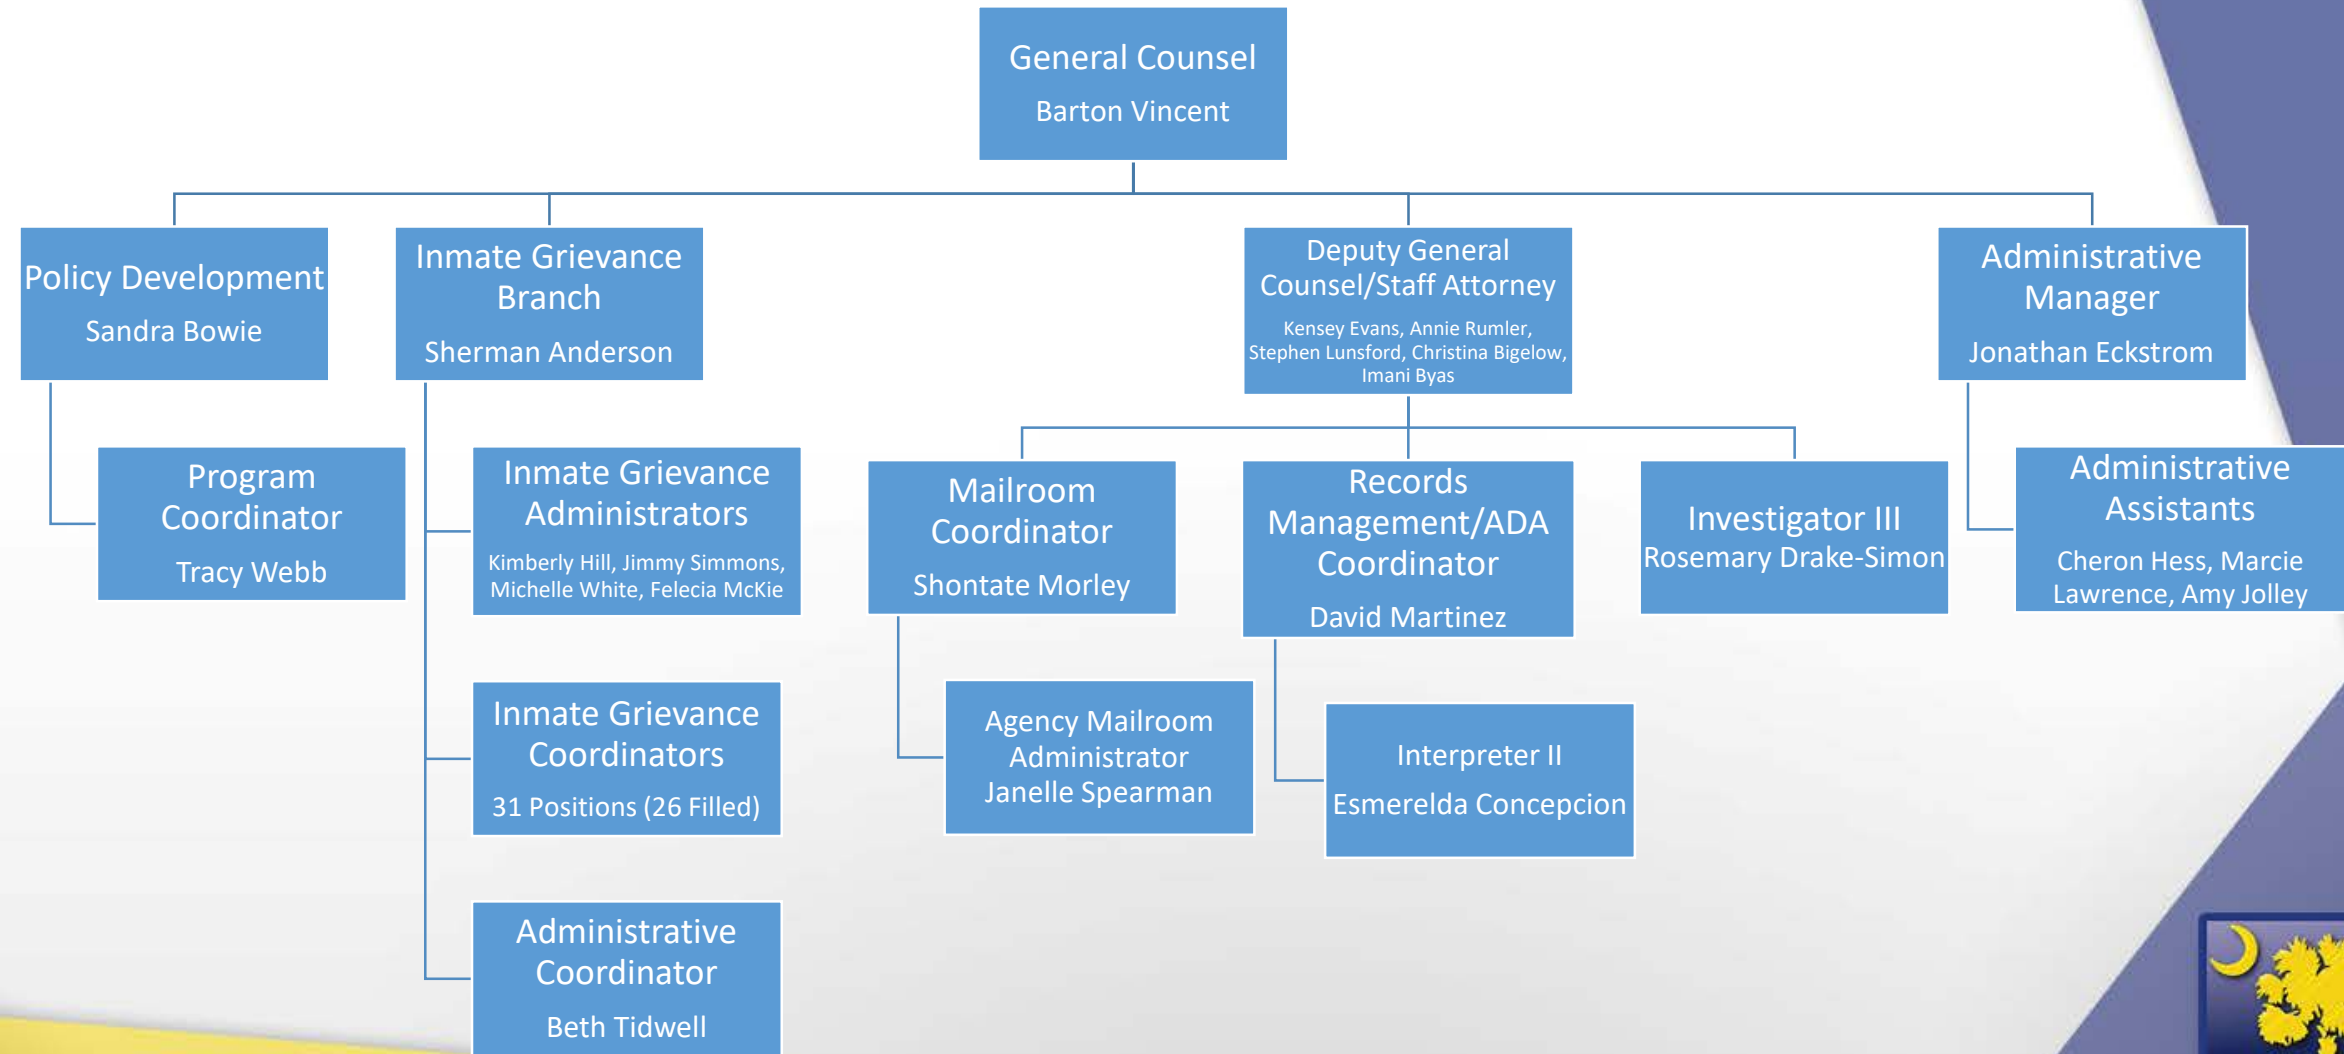 General Counsel
Barton Vincent
Policy Development
Sandra Bowie
Inmate Grievance
Branch
Sherman Anderson
Deputy General
Counsel/Staff Attorney
Kensey Evans, Annie Rumler,
Stephen Lunsford, Christina Bigelow,
Imani Byas
Administrative
Manager
Jonathan Eckstrom
Program
Coordinator
Tracy Webb
Inmate Grievance
Administrators
Kimberly Hill, Jimmy Simmons,
Michelle White, Felecia McKie
Mailroom
Coordinator
Shontate Morley
Records
Management/ADA
Coordinator
David Martinez
Investigator III
Rosemary Drake-Simon
Administrative
Assistants
Cheron Hess, Marcie
Lawrence, Amy Jolley
Inmate Grievance
Coordinators
31 Positions (26 Filled)
Agency Mailroom
Administrator
Janelle Spearman
Interpreter II
Esmerelda Concepcion
Administrative
Coordinator
Beth Tidwell